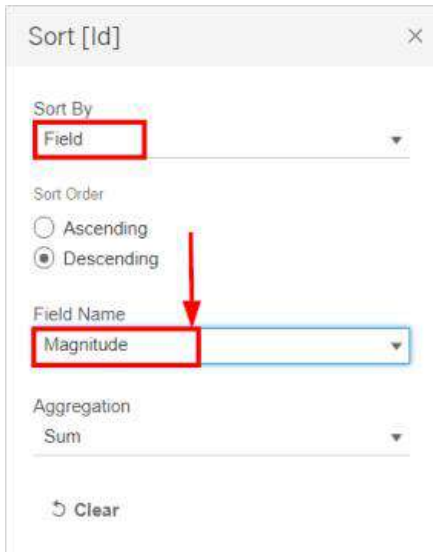 Sort [Id]
Sort By
Field
Sort Order
Ascending
Descending
Field Name
Magnitude
Aggregation
Sum
Clear